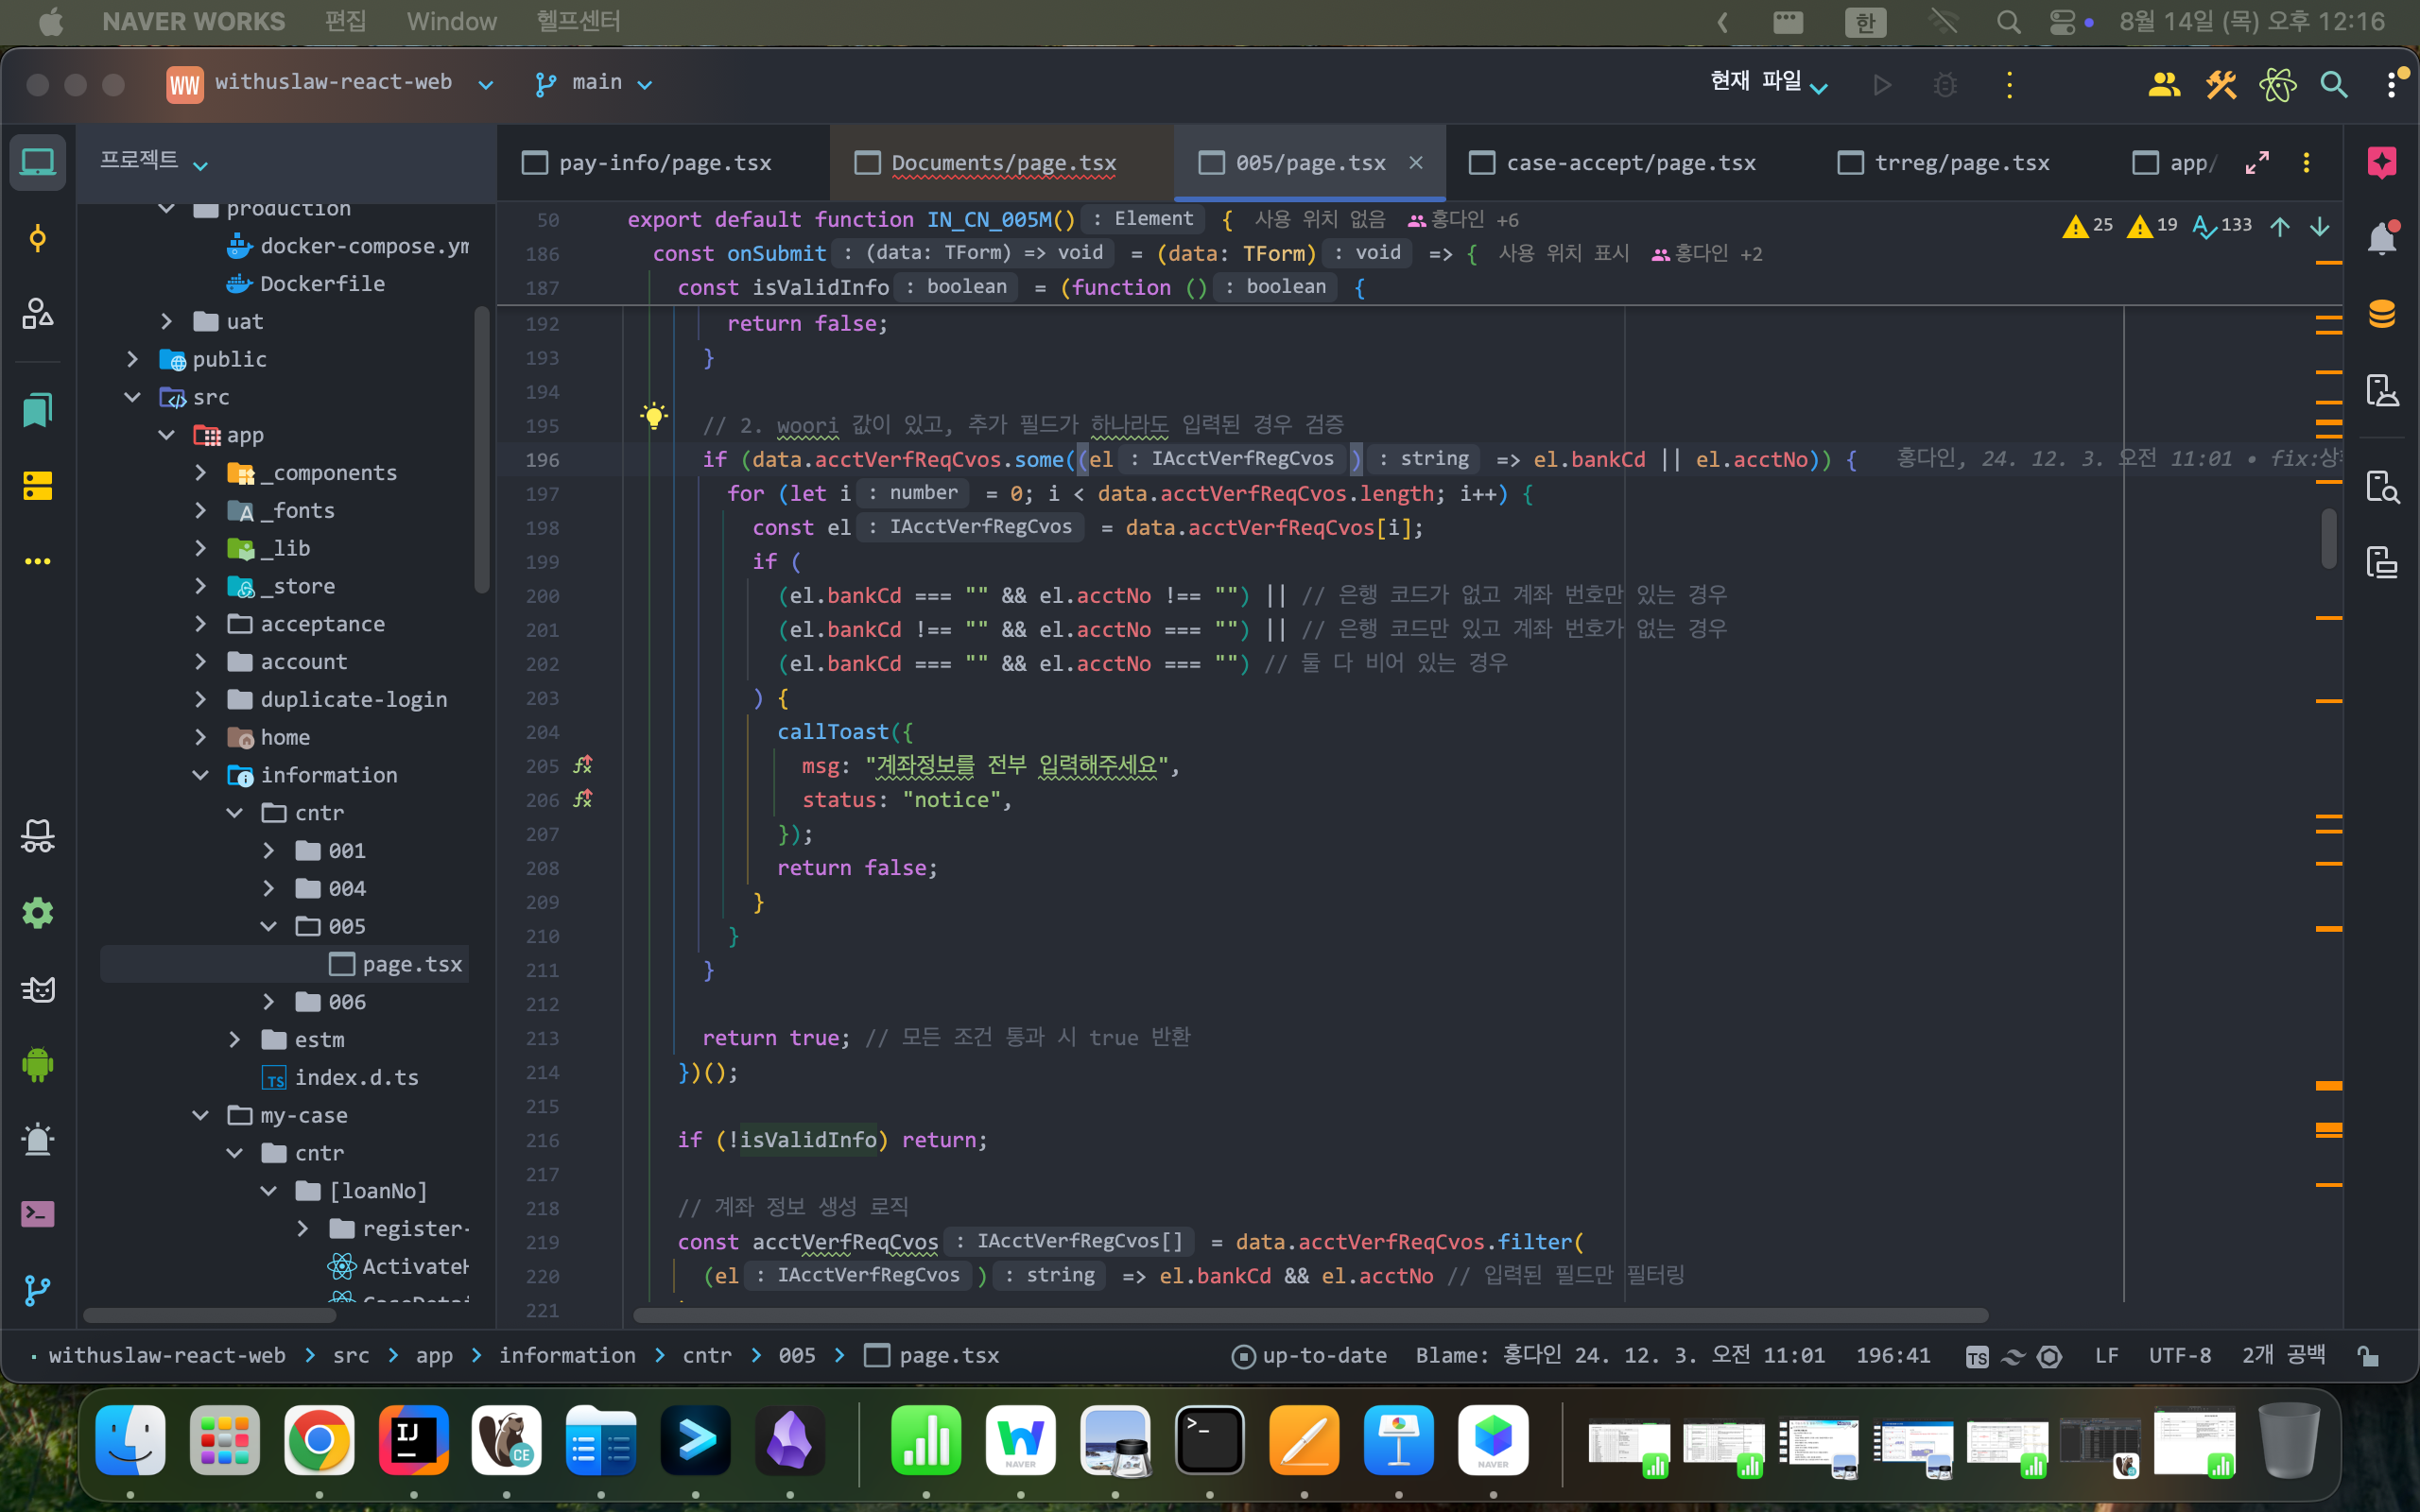 NAVER WORKS 편집 Window 헬프센터 한 8월 14일 (목) 오후 12:16
WW withuslaw-react-web main 현재 파일
프로젝트
pay-info/page.tsx Documents/page.tsx 005/page.tsx case-accept/page.tsx trreg/page.tsx app/
production
docker-compose.ym
Dockerfile
uat
public
src
app
_components
_fonts
_lib
_store
acceptance
account
duplicate-login
home
information
cntr
001
004
005
page.tsx
006
estm
index.d.ts
my-case
cntr
[loanNo]
register-
25 19 133
50 export default function IN_CN_005M() : Element { 사용 위치 없음 홍다인 +6
186 const onSubmit : (data: TForm) => void = (data: TForm) : void => { 사용 위치 표시 홍다인 +2
187 const isValidInfo : boolean = (function () : boolean {
192 return false;
193 }
194
195 // 2. woori 값이 있고, 추가 필드가 하나라도 입력된 경우 검증
196 if (data.acctVerfReqCvos.some((el : IAcctVerfRegCvos ) : string => el.bankCd || el.acctNo)) { 홍다인, 24. 12. 3. 오전 11:01 • fix:상
197 for (let i : number = 0; i < data.acctVerfReqCvos.length; i++) {
198 const el : IAcctVerfRegCvos = data.acctVerfReqCvos[i];
199 if (
200 (el.bankCd === "" && el.acctNo !== "") || // 은행 코드가 없고 계좌 번호만 있는 경우
201 (el.bankCd !== "" && el.acctNo === "") || // 은행 코드만 있고 계좌 번호가 없는 경우
202 (el.bankCd === "" && el.acctNo === "") // 둘 다 비어 있는 경우
203 ) {
204 callToast({
205 msg: "계좌정보를 전부 입력해주세요",
206 status: "notice",
207 });
208 return false;
209 }
210 }
211 }
212
213 return true; // 모든 조건 통과 시 true 반환
214 })();
215
216 if (!isValidInfo) return;
217
218 // 계좌 정보 생성 로직
219 const acctVerfReqCvos : IAcctVerfRegCvos[] = data.acctVerfReqCvos.filter(
220 (el : IAcctVerfRegCvos ) : string => el.bankCd && el.acctNo // 입력된 필드만 필터링
221
withuslaw-react-web > src > app > information > cntr > 005 > page.tsx up-to-date Blame: 홍다인 24. 12. 3. 오전 11:01 196:41 TS LF UTF-8 2개 공백
IJ CE NAVER NAVER